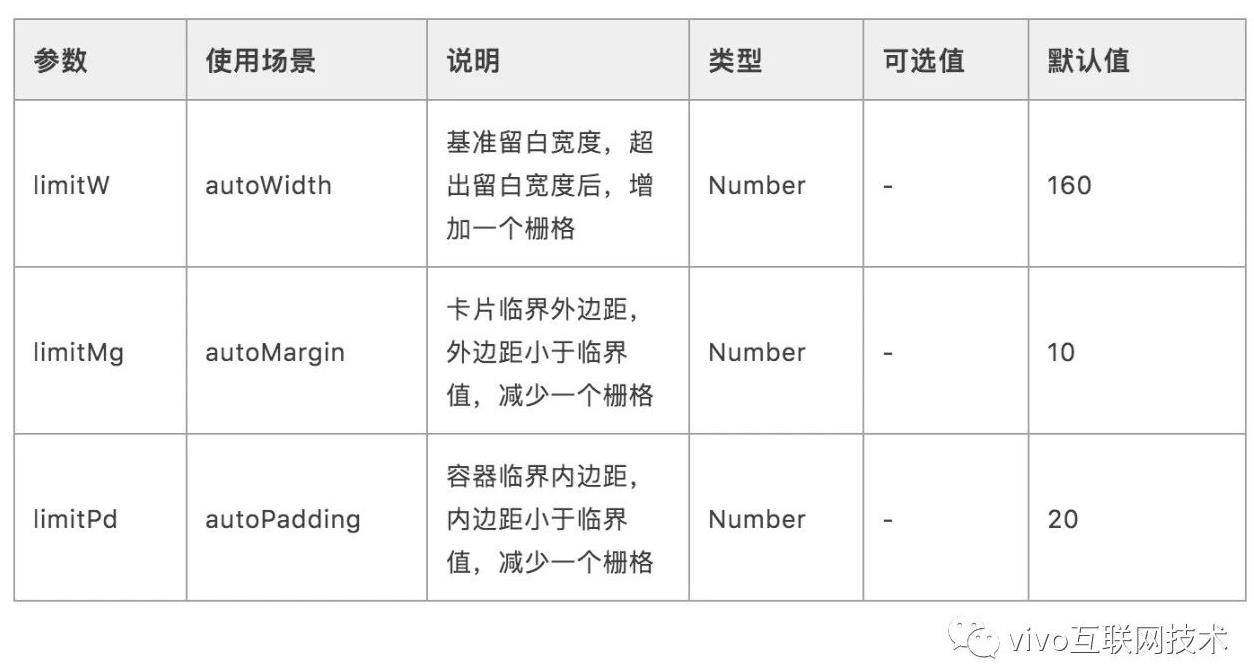 参数 使用场景 说明 类型 可选值 默认值
limitW autoWidth 基准留白宽度，超 Number - 160
出留白宽度后，增
加一个栅格
limitMg autoMargin 卡片临界外边距， Number - 10
外边距小于临界
值，减少一个栅格
limitPd autoPadding 容器临界内边距， Number - 20
内边距小于临界
值，减少一个栅格
vivo互联网技术